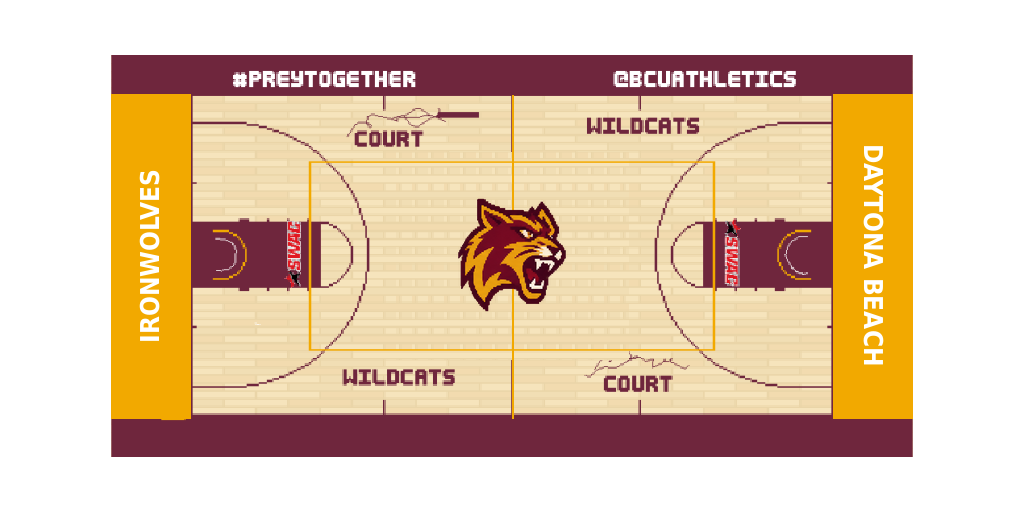 #PREYTOGETHER
@BCUATHLETICS
WILDCATS
COURT
IRONWOLVES
DAYTONA BEACH
SWAC
SWAC
WILDCATS
COURT